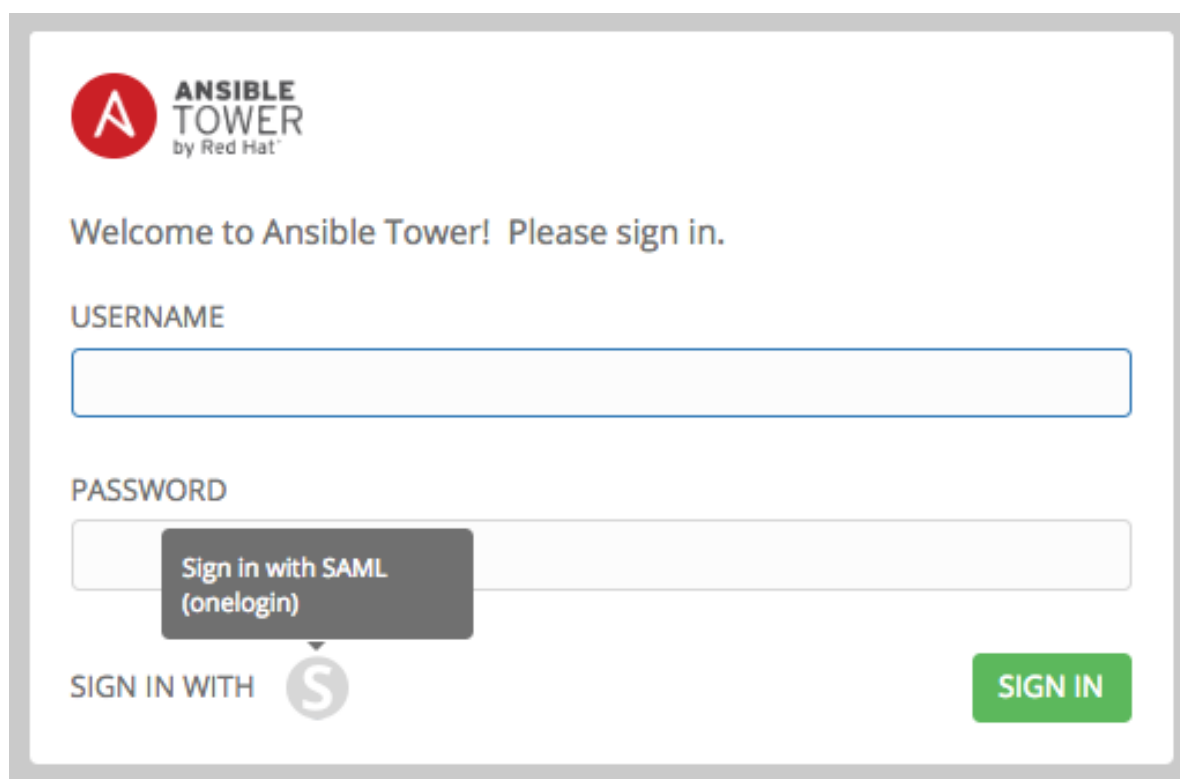 ANSIBLE
TOWER
by Red Hat
Welcome to Ansible Tower! Please sign in.
USERNAME
PASSWORD
Sign in with SAML
(onelogin)
SIGN IN WITH S
SIGN IN